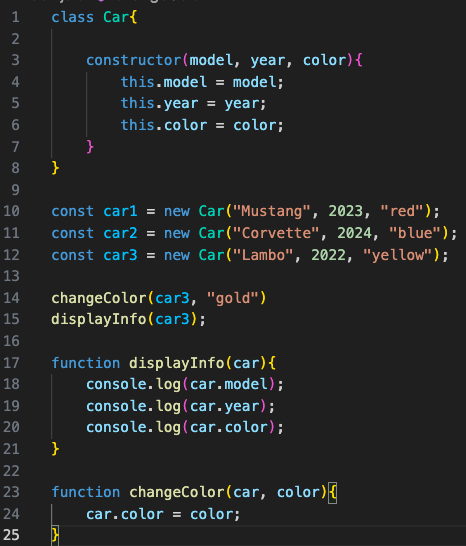 1 class Car{
2
3     constructor(model, year, color){
4         this.model = model;
5         this.year = year;
6         this.color = color;
7     }
8 }
9
10 const car1 = new Car("Mustang", 2023, "red");
11 const car2 = new Car("Corvette", 2024, "blue");
12 const car3 = new Car("Lambo", 2022, "yellow");
13
14 changeColor(car3, "gold")
15 displayInfo(car3);
16
17 function displayInfo(car){
18     console.log(car.model);
19     console.log(car.year);
20     console.log(car.color);
21 }
22
23 function changeColor(car, color){
24     car.color = color;
25 }